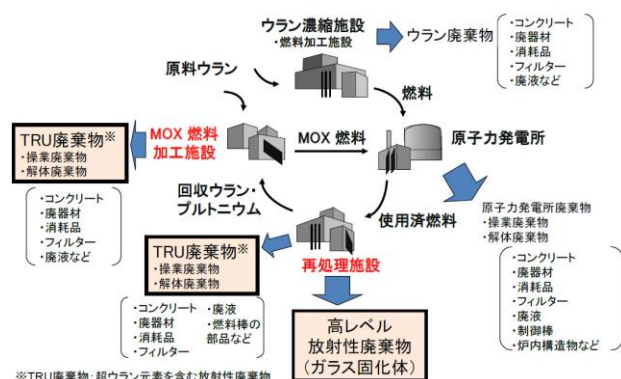 ウラン濃縮施設
・燃料加工施設
ウラン廃棄物
・コンクリート
・廃器材
・消耗品
・フィルター
・廃液など
原料ウラン
燃料
TRU廃棄物※
・操業廃棄物
・解体廃棄物
MOX 燃料
加工施設
MOX 燃料
原子力発電所
・コンクリート
・廃器材
・消耗品
・フィルター
・廃液など
回収ウラン・
プルトニウム
使用済燃料
原子力発電所廃棄物
・操業廃棄物
・解体廃棄物
・コンクリート
・廃器材
・消耗品
・フィルター
・廃液
・制御棒
・炉内構造物など
TRU廃棄物※
・操業廃棄物
・解体廃棄物
再処理施設
・コンクリート
・廃器材
・消耗品
・フィルター
・廃液
・燃料棒の
部品など
高レベル
放射性廃棄物
(ガラス固化体)
※TRU廃棄物:超ウラン元素を含む放射性廃棄物